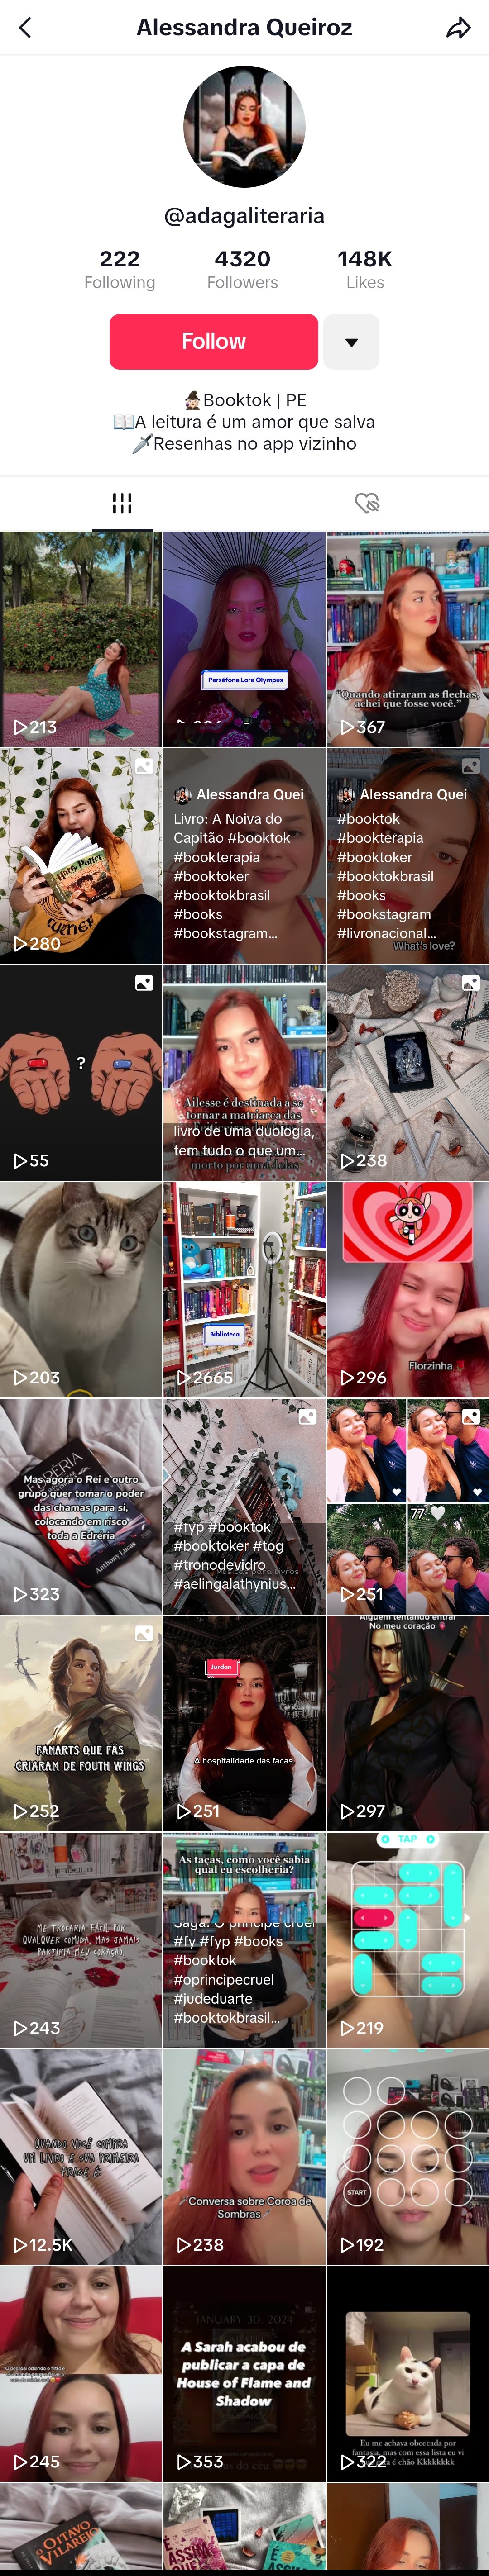 Alessandra Queiroz
@adagaliteraria
222
4320
148K
Following
Followers
Likes
Follow
🧙🏻‍♀️Booktok | PE
📖A leitura é um amor que salva
🗡️Resenhas no app vizinho
213
Perséfone Lore Olympus
"Quando atiraram as flechas,
achei que fosse você."
367
Harry Potter
280
Alessandra Quei
Livro: A Noiva do
Capitão #booktok
#bookterapia
#booktoker
#booktokbrasil
#books
#bookstagram...
Alessandra Quei
#booktok
#bookterapia
#booktoker
#booktokbrasil
#books
#bookstagram
#livronacional...
What's love?
?
55
Ailesse é destinada a se
tornar a matriarca das
livro de uma duologia,
tem tudo o que um...
morto por uma delas
238
203
Biblioteca
2665
Florzinha
296
Mas agora o Rei e outro
grupo quer tomar o poder
das chamas para si,
colocando em risco
toda a Edréria
Anthony Lucas
323
#fyp #booktok
#booktoker #tog
#tronodevidro
#aelingalathynius...
77
251
FANARTS QUE FÃS
CRIARAM DE FOUTH WINGS
252
Jurdan
A hospitalidade das facas.
251
Alguém tentando entrar
No meu coração
297
ME TROCARIA FÁCIL POR
QUALQUER COMIDA, MAS JAMAIS
PARTIRIA MEU CORAÇÃO.
243
As taças, como você sabia
qual eu escolheria?
Saga: O príncipe cruel
#fy #fyp #books
#booktok
#oprincipecruel
#judeduarte
#booktokbrasil...
TAP
219
QUANDO VOCÊ COMPRA
UM LIVRO E SUA PRIMEIRA
FRASE É:
12.5K
Conversa sobre Coroa de
Sombras
238
START
192
245
JANUARY 30, 2024
A Sarah acabou de
publicar a capa de
House of Flame and
Shadow
353
Eu me achava obcecada por
fantasia, mas com essa lista eu vi
é chão Kkkkkkkk
322
O OITAVO
VILAREJO